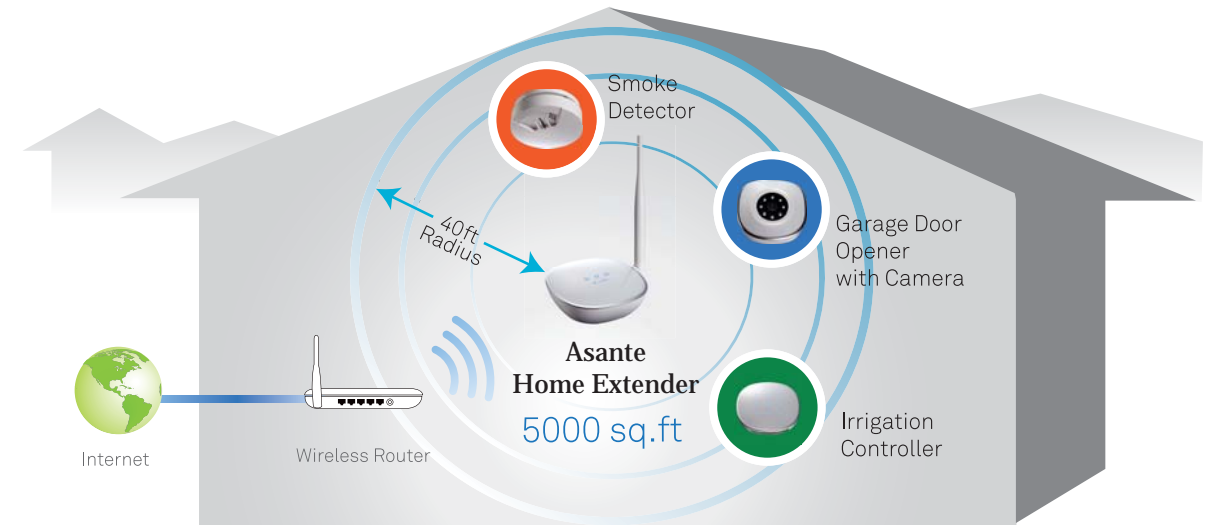 Smoke
Detector
40ft
Radius
Garage Door
Opener
with Camera
Asante
Home Extender
5000 sq.ft
Irrigation
Controller
Internet
Wireless Router